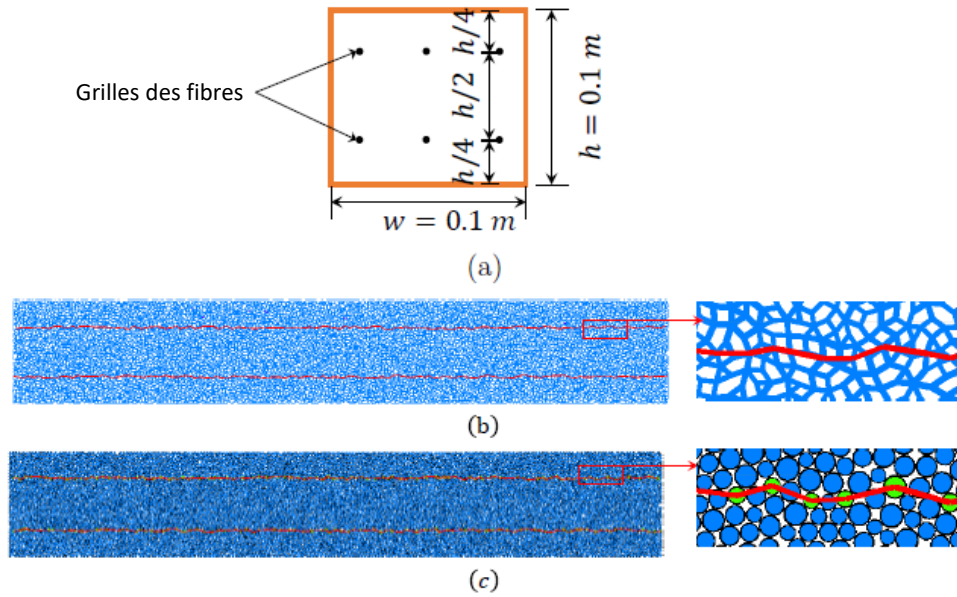 h/4
Grilles des fibres
h/2
h = 0.1 m
h/4
w = 0.1 m
(a)
(b)
(c)